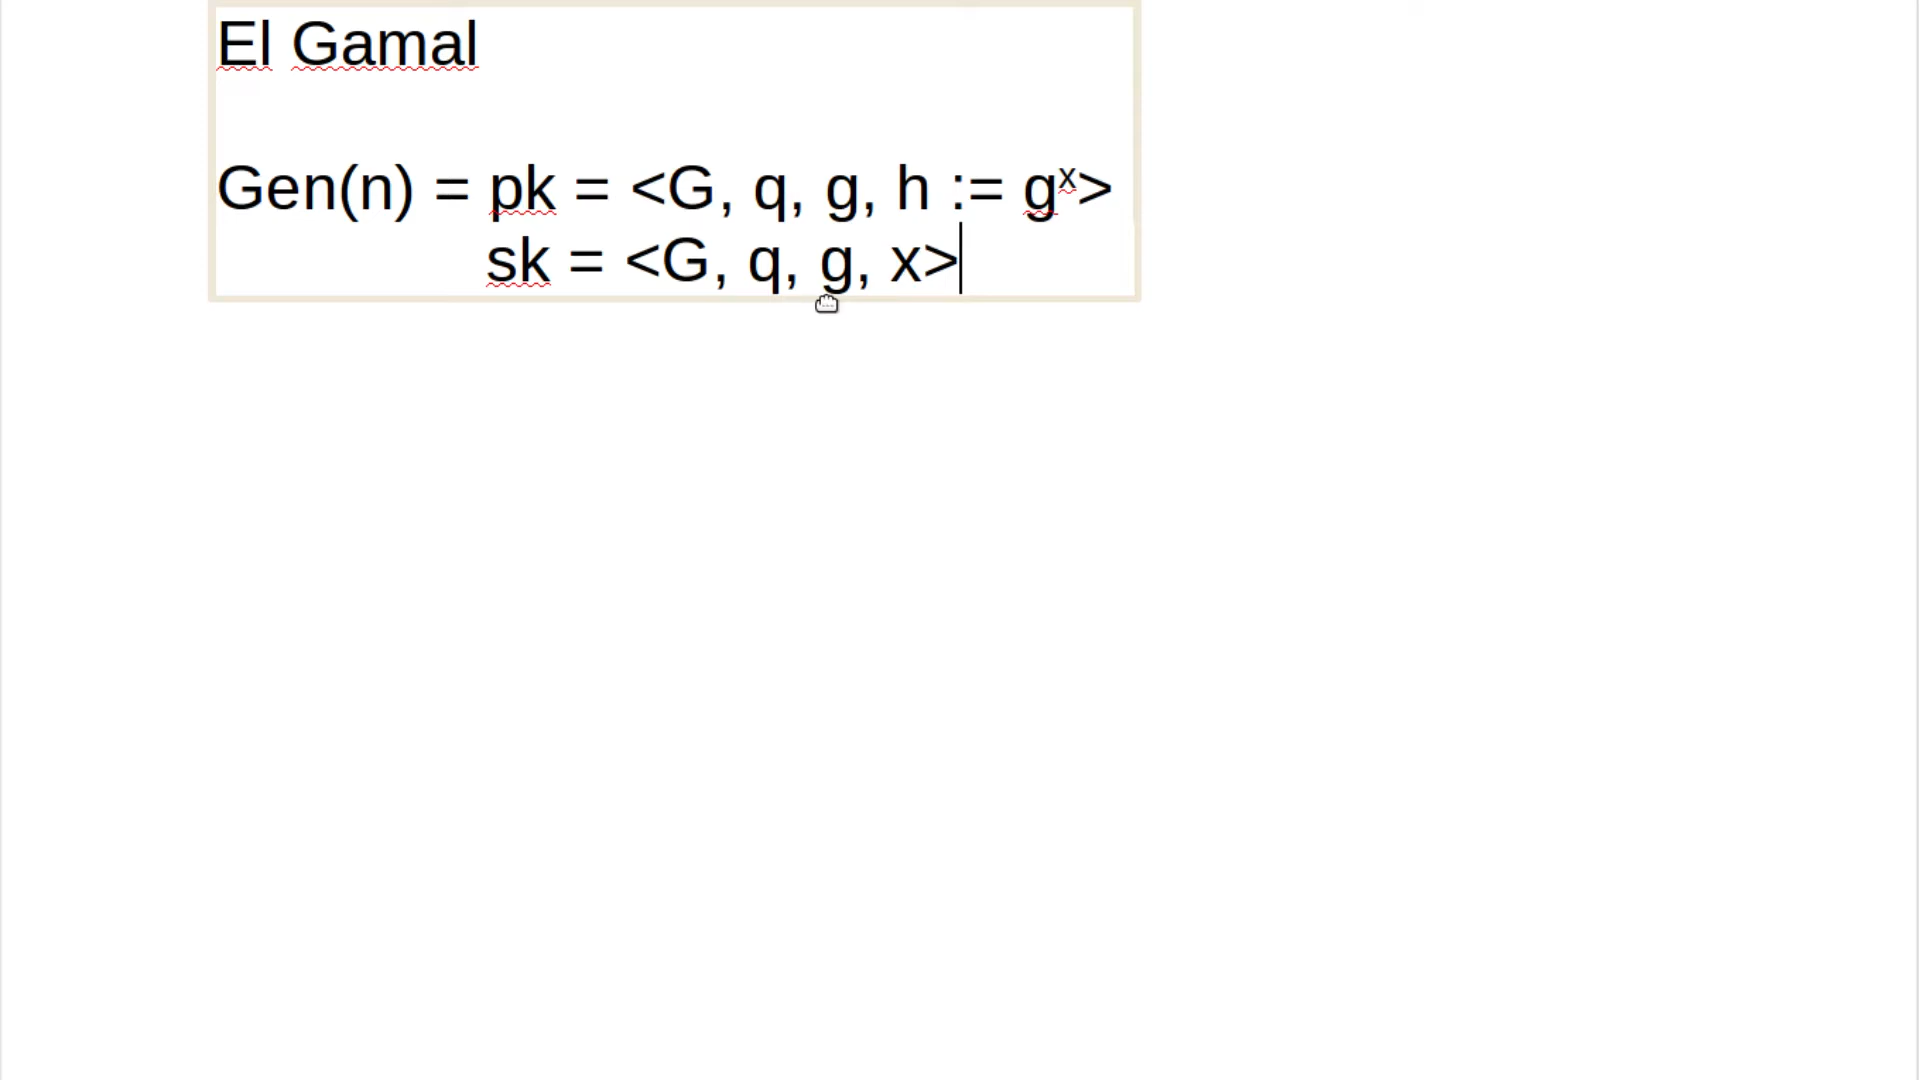 El Gamal
Gen(n) = pk = <G, q, g, h := gˣ>
sk = <G, q, g, x>